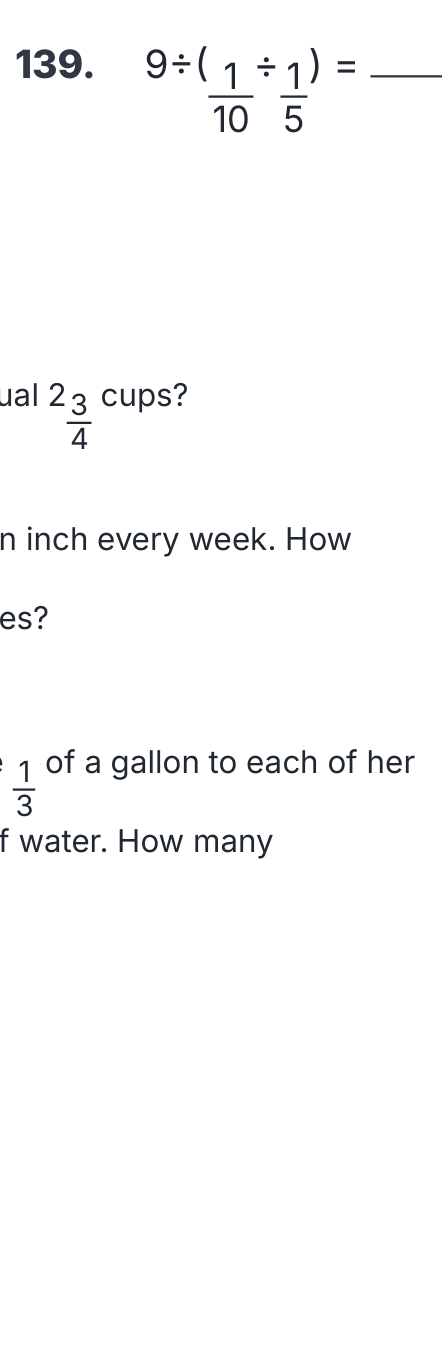 139. 9÷(1/10÷1/5) = ___
ual 2 3/4 cups?
n inch every week. How
es?
1/3 of a gallon to each of her
f water. How many